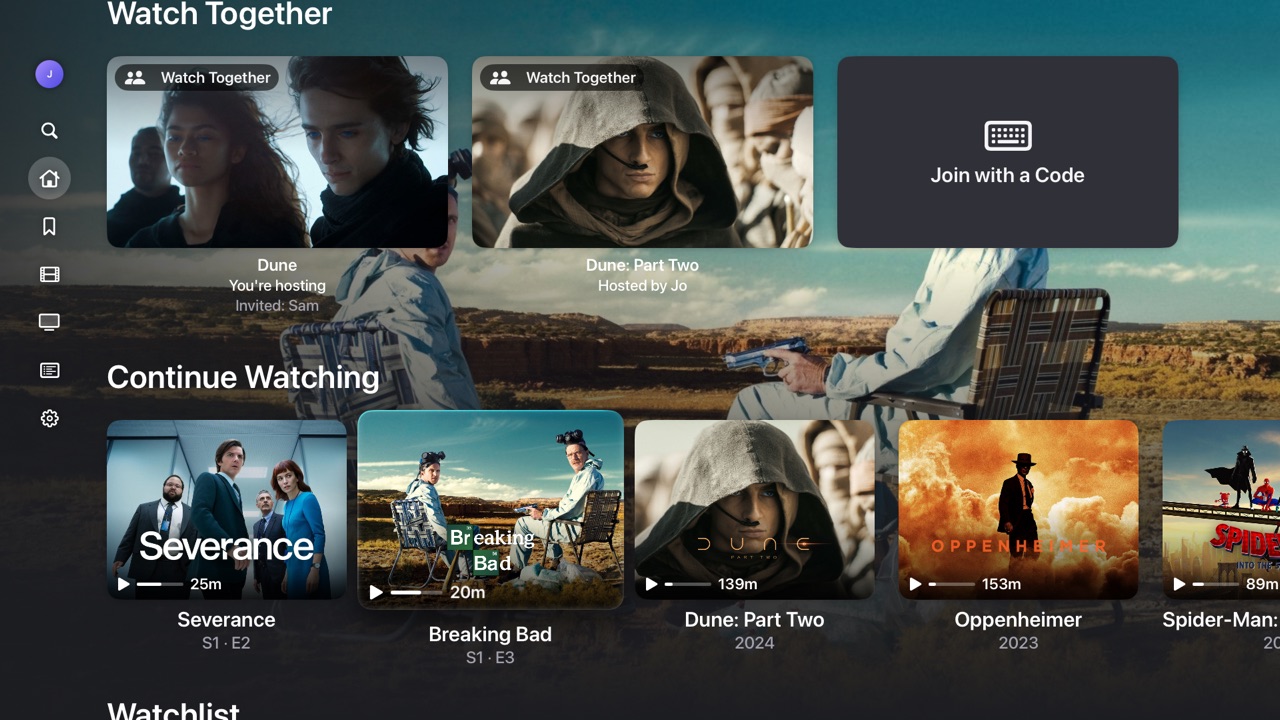 Watch Together
J
Watch Together
Watch Together
Join with a Code
Dune
You're hosting
Invited: Sam
Dune: Part Two
Hosted by Jo
Continue Watching
Severance
25m
Severance
S1 · E2
Breaking
Bad
20m
Breaking Bad
S1 · E3
DUNE
PART TWO
139m
Dune: Part Two
2024
OPPENHEIMER
153m
Oppenheimer
2023
89m
Spider-Man:
Watchlist